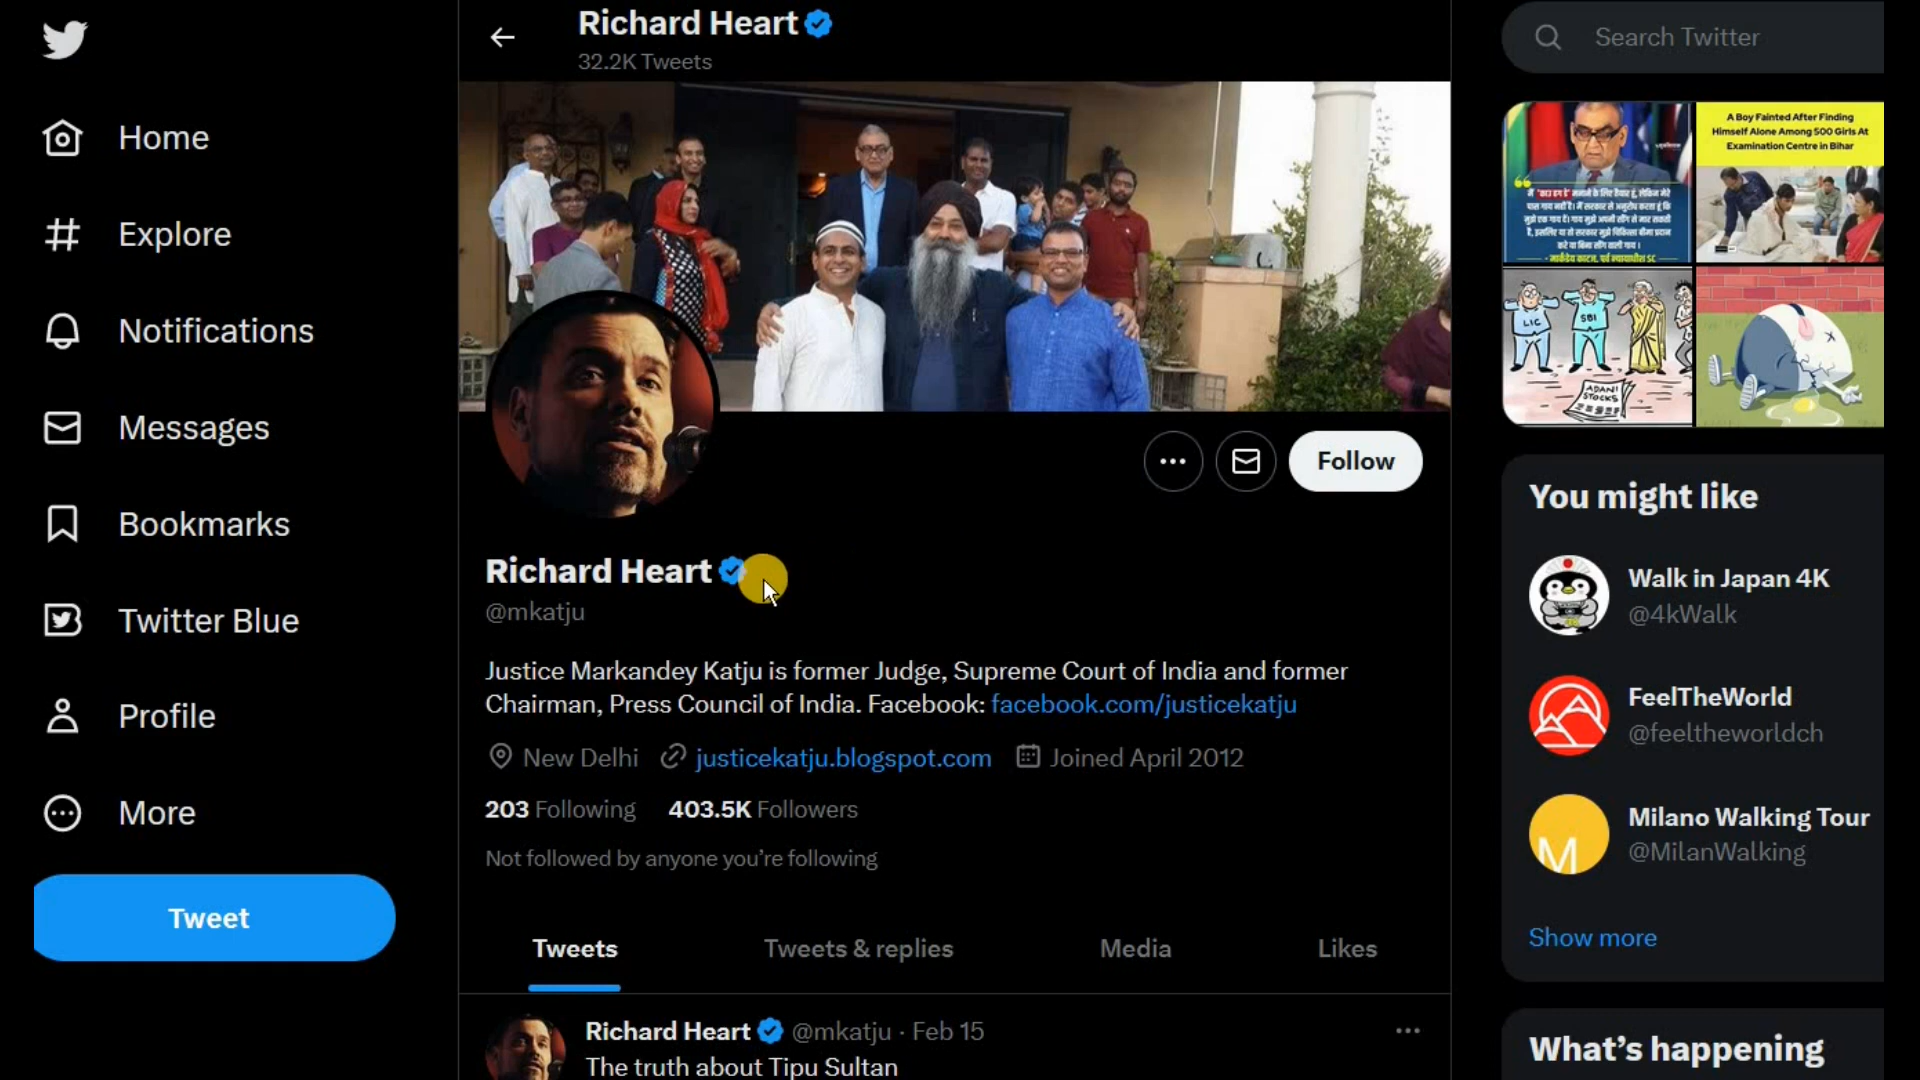 Home
Explore
Notifications
Messages
Bookmarks
Twitter Blue
Profile
More
Tweet
Richard Heart
32.2K Tweets
Follow
Richard Heart
@mkatju
Justice Markandey Katju is former Judge, Supreme Court of India and former
Chairman, Press Council of India. Facebook: facebook.com/justicekatju
New Delhi justicekatju.blogspot.com Joined April 2012
203 Following 403.5K Followers
Not followed by anyone you’re following
Tweets Tweets & replies Media Likes
Richard Heart @mkatju · Feb 15
The truth about Tipu Sultan
Search Twitter
A Boy Fainted After Finding
Himself Alone Among 500 Girls At
Examination Centre in Bihar
LIC
SBI
ADANI
STOCKS
You might like
Walk in Japan 4K
@4kWalk
FeelTheWorld
@feeltheworldch
M
Milano Walking Tour
@MilanWalking
Show more
What’s happening